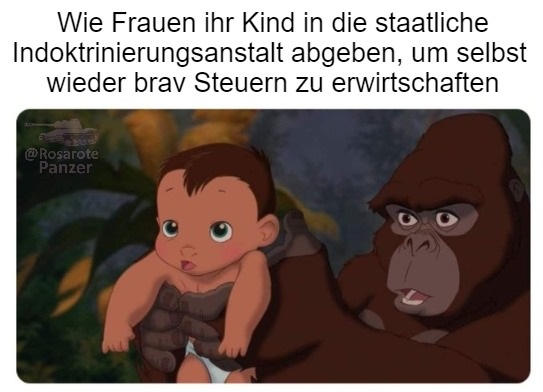 Wie Frauen ihr Kind in die staatliche
Indoktrinierungsanstalt abgeben, um selbst
wieder brav Steuern zu erwirtschaften
@Rosarote
Panzer